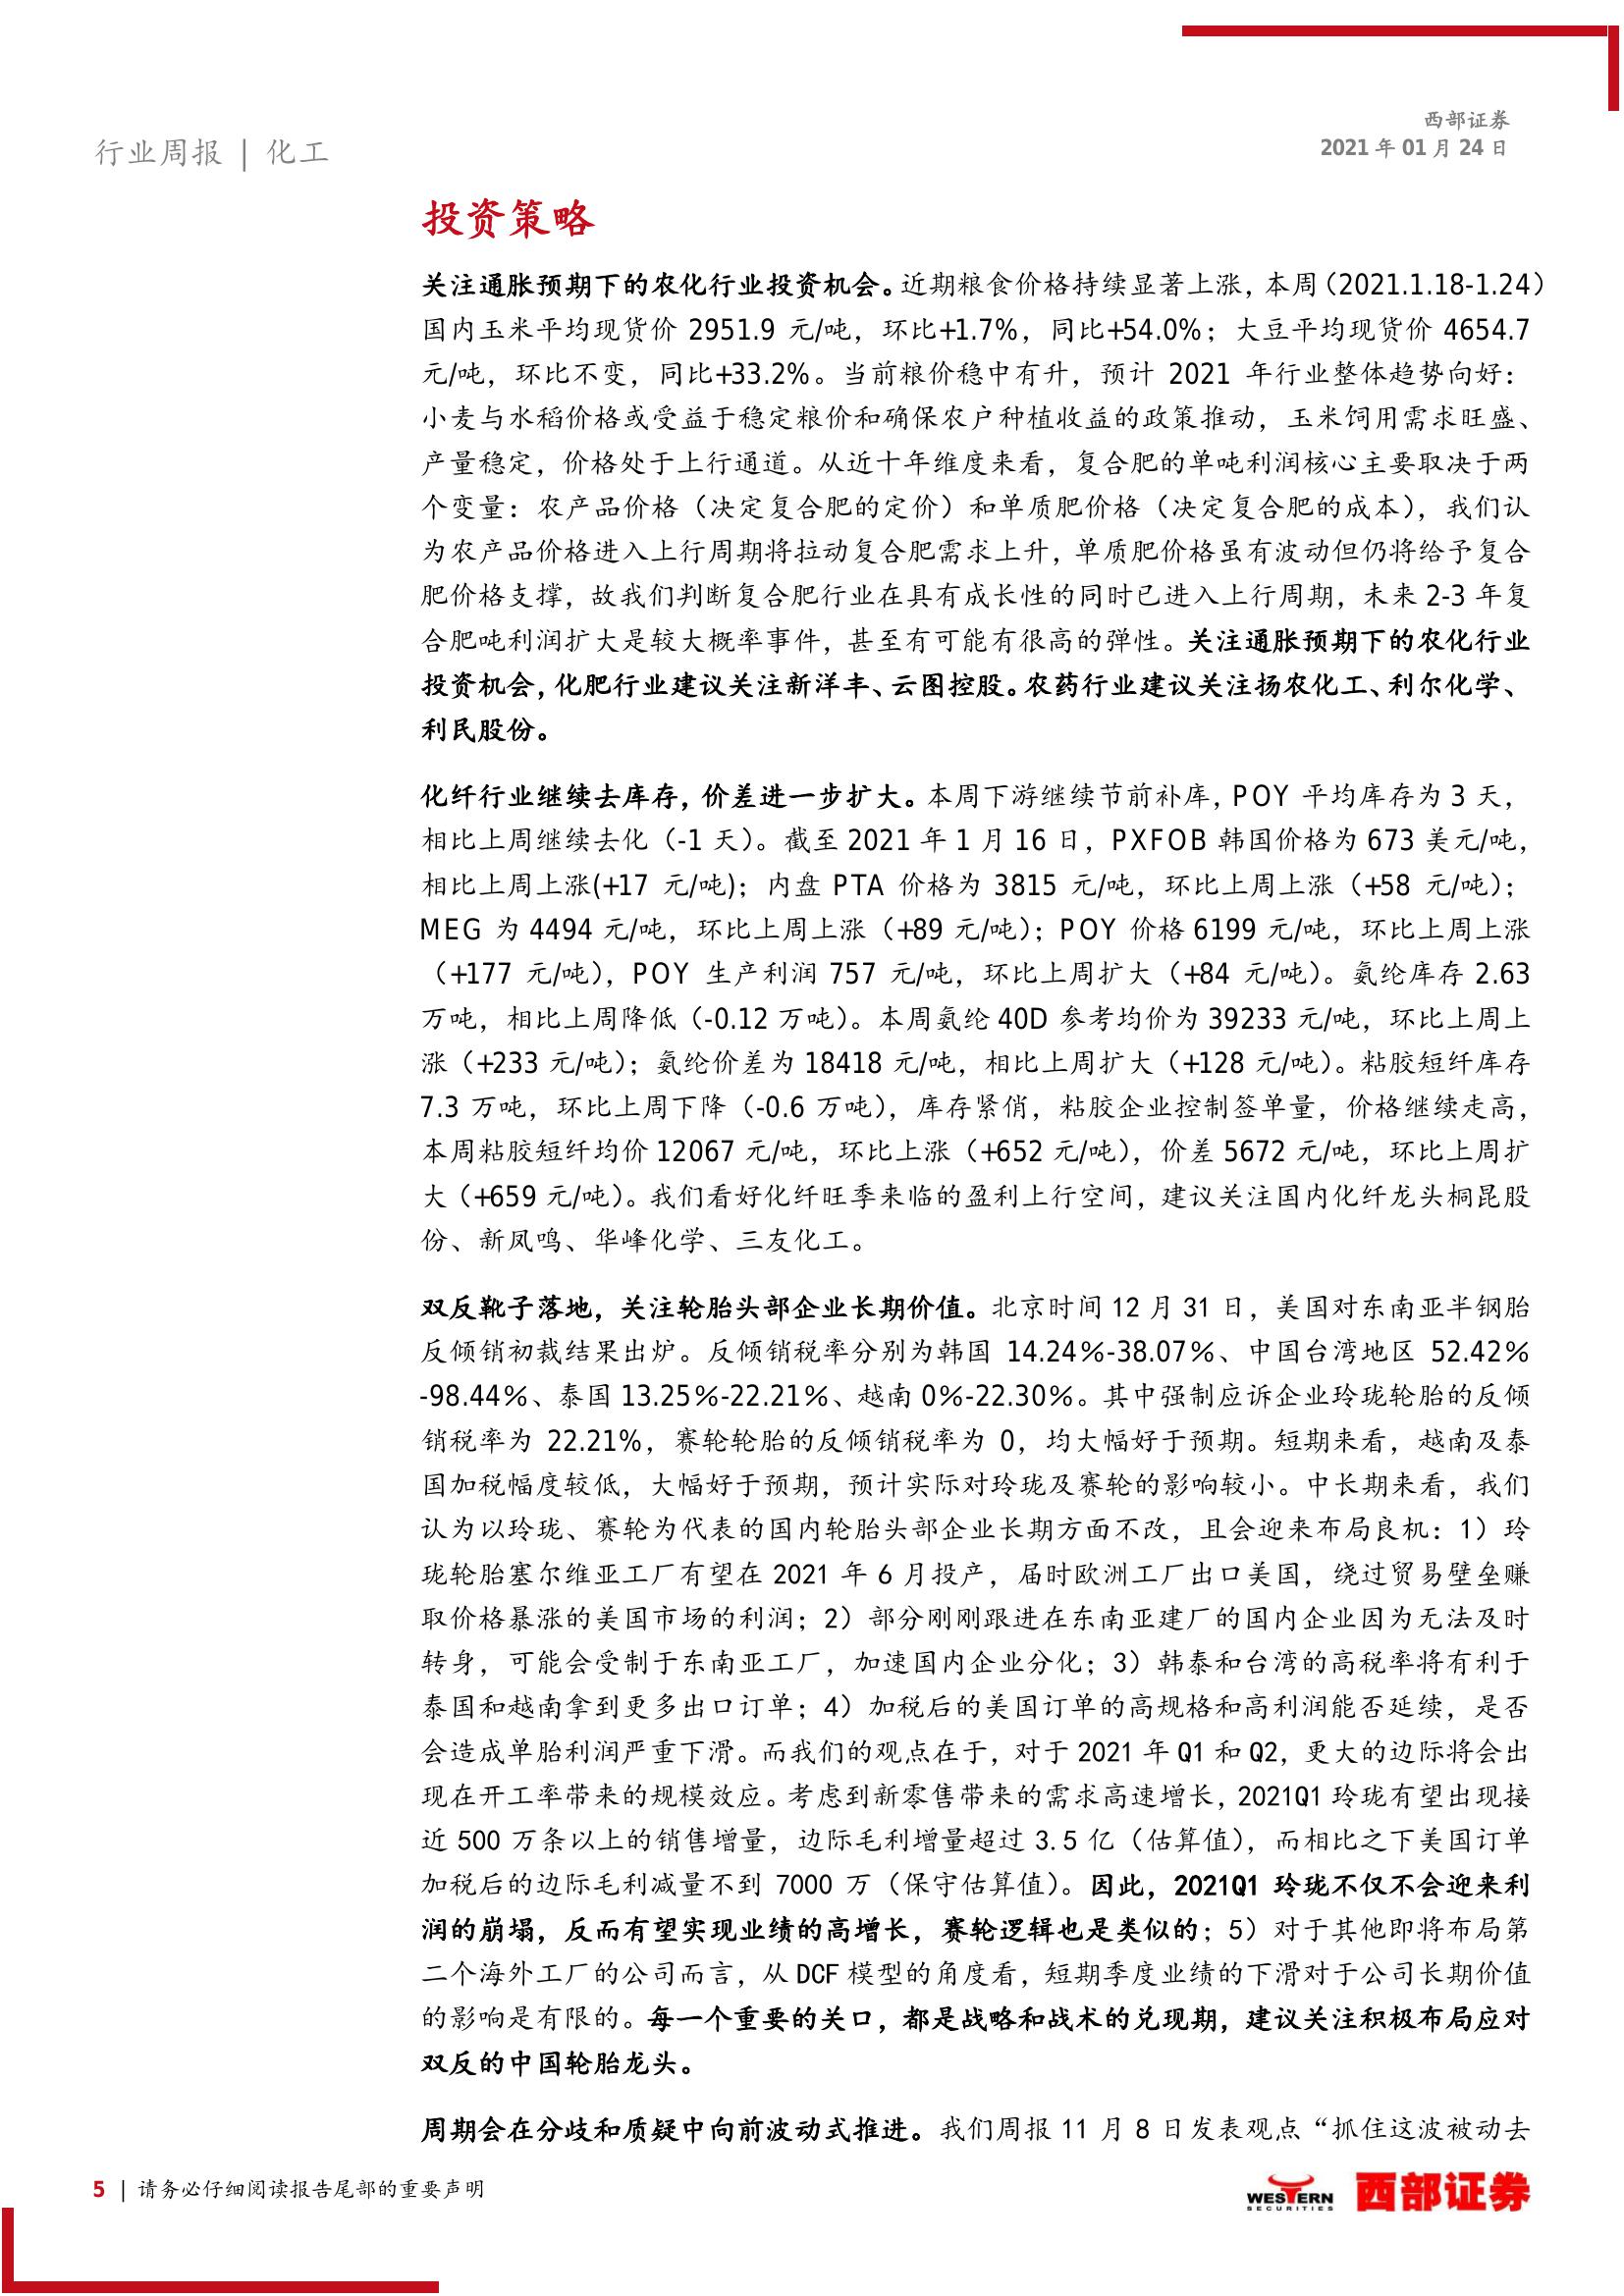 西部证券
行业周报 | 化工
2021 年 01 月 24 日
投资策略
关注通胀预期下的农化行业投资机会。近期粮食价格持续显著上涨，本周（2021.1.18-1.24）
国内玉米平均现货价 2951.9 元/吨，环比+1.7%，同比+54.0%；大豆平均现货价 4654.7
元/吨，环比不变，同比+33.2%。当前粮价稳中有升，预计 2021 年行业整体趋势向好：
小麦与水稻价格或受益于稳定粮价和确保农户种植收益的政策推动，玉米饲用需求旺盛、
产量稳定，价格处于上行通道。从近十年维度来看，复合肥的单吨利润核心主要取决于两
个变量：农产品价格（决定复合肥的定价）和单质肥价格（决定复合肥的成本），我们认
为农产品价格进入上行周期将拉动复合肥需求上升，单质肥价格虽有波动但仍将给予复合
肥价格支撑，故我们判断复合肥行业在具有成长性的同时已进入上行周期，未来 2-3 年复
合肥吨利润扩大是较大概率事件，甚至有可能有很高的弹性。关注通胀预期下的农化行业
投资机会，化肥行业建议关注新洋丰、云图控股。农药行业建议关注扬农化工、利尔化学、
利民股份。
化纤行业继续去库存，价差进一步扩大。本周下游继续节前补库，POY 平均库存为 3 天，
相比上周继续去化（-1 天）。截至 2021 年 1 月 16 日，PXFOB 韩国价格为 673 美元/吨，
相比上周上涨(+17 元/吨)；内盘 PTA 价格为 3815 元/吨，环比上周上涨（+58 元/吨）；
MEG 为 4494 元/吨，环比上周上涨（+89 元/吨）；POY 价格 6199 元/吨，环比上周上涨
（+177 元/吨），POY 生产利润 757 元/吨，环比上周扩大（+84 元/吨）。氨纶库存 2.63
万吨，相比上周降低（-0.12 万吨）。本周氨纶 40D 参考均价为 39233 元/吨，环比上周上
涨（+233 元/吨）；氨纶价差为 18418 元/吨，相比上周扩大（+128 元/吨）。粘胶短纤库存
7.3 万吨，环比上周下降（-0.6 万吨），库存紧俏，粘胶企业控制签单量，价格继续走高，
本周粘胶短纤均价 12067 元/吨，环比上涨（+652 元/吨），价差 5672 元/吨，环比上周扩
大（+659 元/吨）。我们看好化纤旺季来临的盈利上行空间，建议关注国内化纤龙头桐昆股
份、新凤鸣、华峰化学、三友化工。
双反靴子落地，关注轮胎头部企业长期价值。北京时间 12 月 31 日，美国对东南亚半钢胎
反倾销初裁结果出炉。反倾销税率分别为韩国 14.24%-38.07%、中国台湾地区 52.42%
-98.44%、泰国 13.25%-22.21%、越南 0%-22.30%。其中强制应诉企业玲珑轮胎的反倾
销税率为 22.21%，赛轮轮胎的反倾销税率为 0，均大幅好于预期。短期来看，越南及泰
国加税幅度较低，大幅好于预期，预计实际对玲珑及赛轮的影响较小。中长期来看，我们
认为以玲珑、赛轮为代表的国内轮胎头部企业长期方面不改，且会迎来布局良机：1）玲
珑轮胎塞尔维亚工厂有望在 2021 年 6 月投产，届时欧洲工厂出口美国，绕过贸易壁垒赚
取价格暴涨的美国市场的利润；2）部分刚刚跟进在东南亚建厂的国内企业因为无法及时
转身，可能会受制于东南亚工厂，加速国内企业分化；3）韩泰和台湾的高税率将有利于
泰国和越南拿到更多出口订单；4）加税后的美国订单的高规格和高利润能否延续，是否
会造成单胎利润严重下滑。而我们的观点在于，对于 2021 年 Q1 和 Q2，更大的边际将会出
现在开工率带来的规模效应。考虑到新零售带来的需求高速增长，2021Q1 玲珑有望出现接
近 500 万条以上的销售增量，边际毛利增量超过 3.5 亿（估算值），而相比之下美国订单
加税后的边际毛利减量不到 7000 万（保守估算值）。因此，2021Q1 玲珑不仅不会迎来利
润的崩塌，反而有望实现业绩的高增长，赛轮逻辑也是类似的；5）对于其他即将布局第
二个海外工厂的公司而言，从 DCF 模型的角度看，短期季度业绩的下滑对于公司长期价值
的影响是有限的。每一个重要的关口，都是战略和战术的兑现期，建议关注积极布局应对
双反的中国轮胎龙头。
周期会在分歧和质疑中向前波动式推进。我们周报 11 月 8 日发表观点“抓住这波被动去
5 | 请务必仔细阅读报告尾部的重要声明
WESTERN
SECURITIES
西部证券